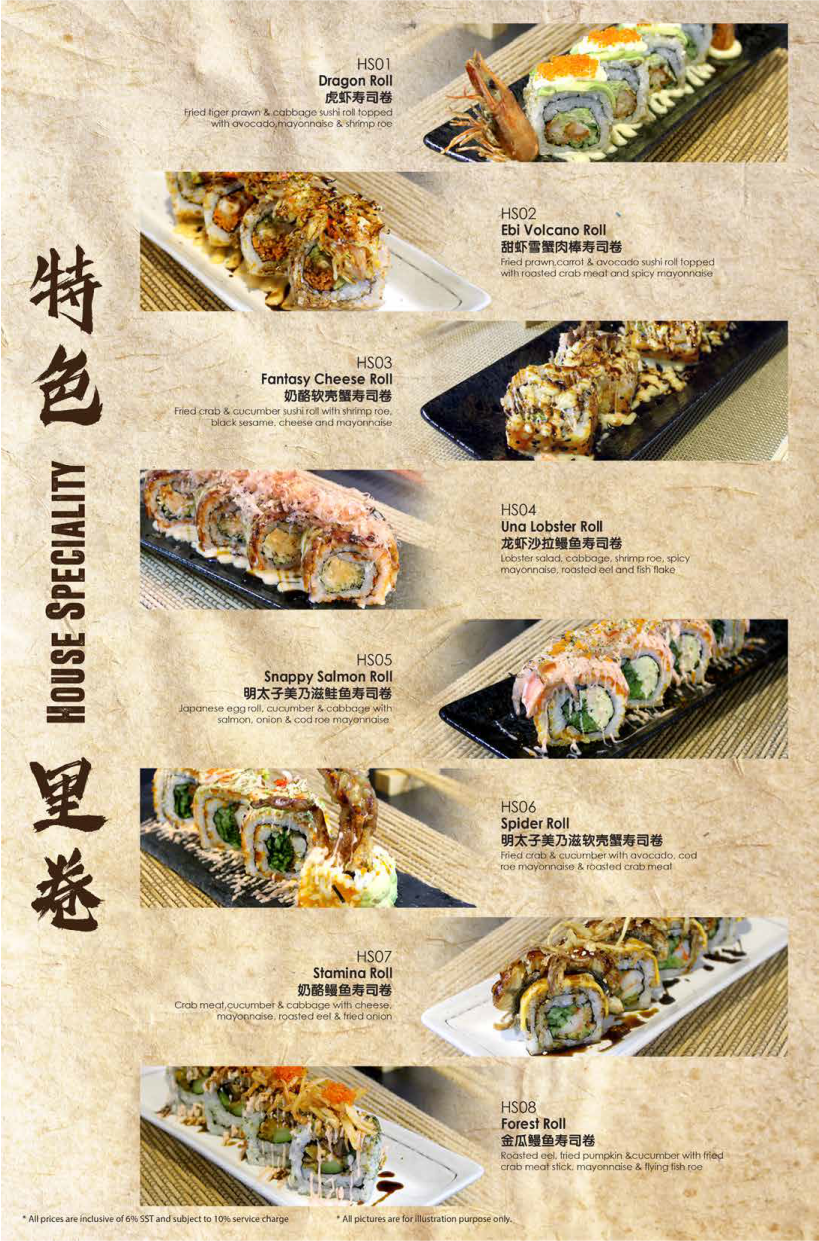 特色
HOUSE SPECIALITY
里卷
HS01
Dragon Roll
虎虾寿司卷
Fried tiger prawn & cabbage sushi roll topped
with avocado,mayonnaise & shrimp roe
HS02
Ebi Volcano Roll
甜虾雪蟹肉棒寿司卷
Fried prawn,carrot & avocado sushi roll topped
with roasted crab meat and spicy mayonnaise
HS03
Fantasy Cheese Roll
奶酪软壳蟹寿司卷
Fried crab & cucumber sushi roll with shrimp roe,
black sesame, cheese and mayonnaise
HS04
Una Lobster Roll
龙虾沙拉鳗鱼寿司卷
Lobster salad, cabbage, shrimp roe, spicy
mayonnaise, roasted eel and fish flake
HS05
Snappy Salmon Roll
明太子美乃滋鲑鱼寿司卷
Japanese egg roll, cucumber & cabbage with
salmon, onion & cod roe mayonnaise
HS06
Spider Roll
明太子美乃滋软壳蟹寿司卷
Fried crab & cucumber with avocado, cod
roe mayonnaise & roasted crab meat
HS07
Stamina Roll
奶酪鳗鱼寿司卷
Crab meat,cucumber & cabbage with cheese,
mayonnaise, roasted eel & fried onion
HS08
Forest Roll
金瓜鳗鱼寿司卷
Roasted eel, fried pumpkin &cucumber with fried
crab meat stick, mayonnaise & flying fish roe
* All prices are inclusive of 6% SST and subject to 10% service charge
* All pictures are for illustration purpose only.